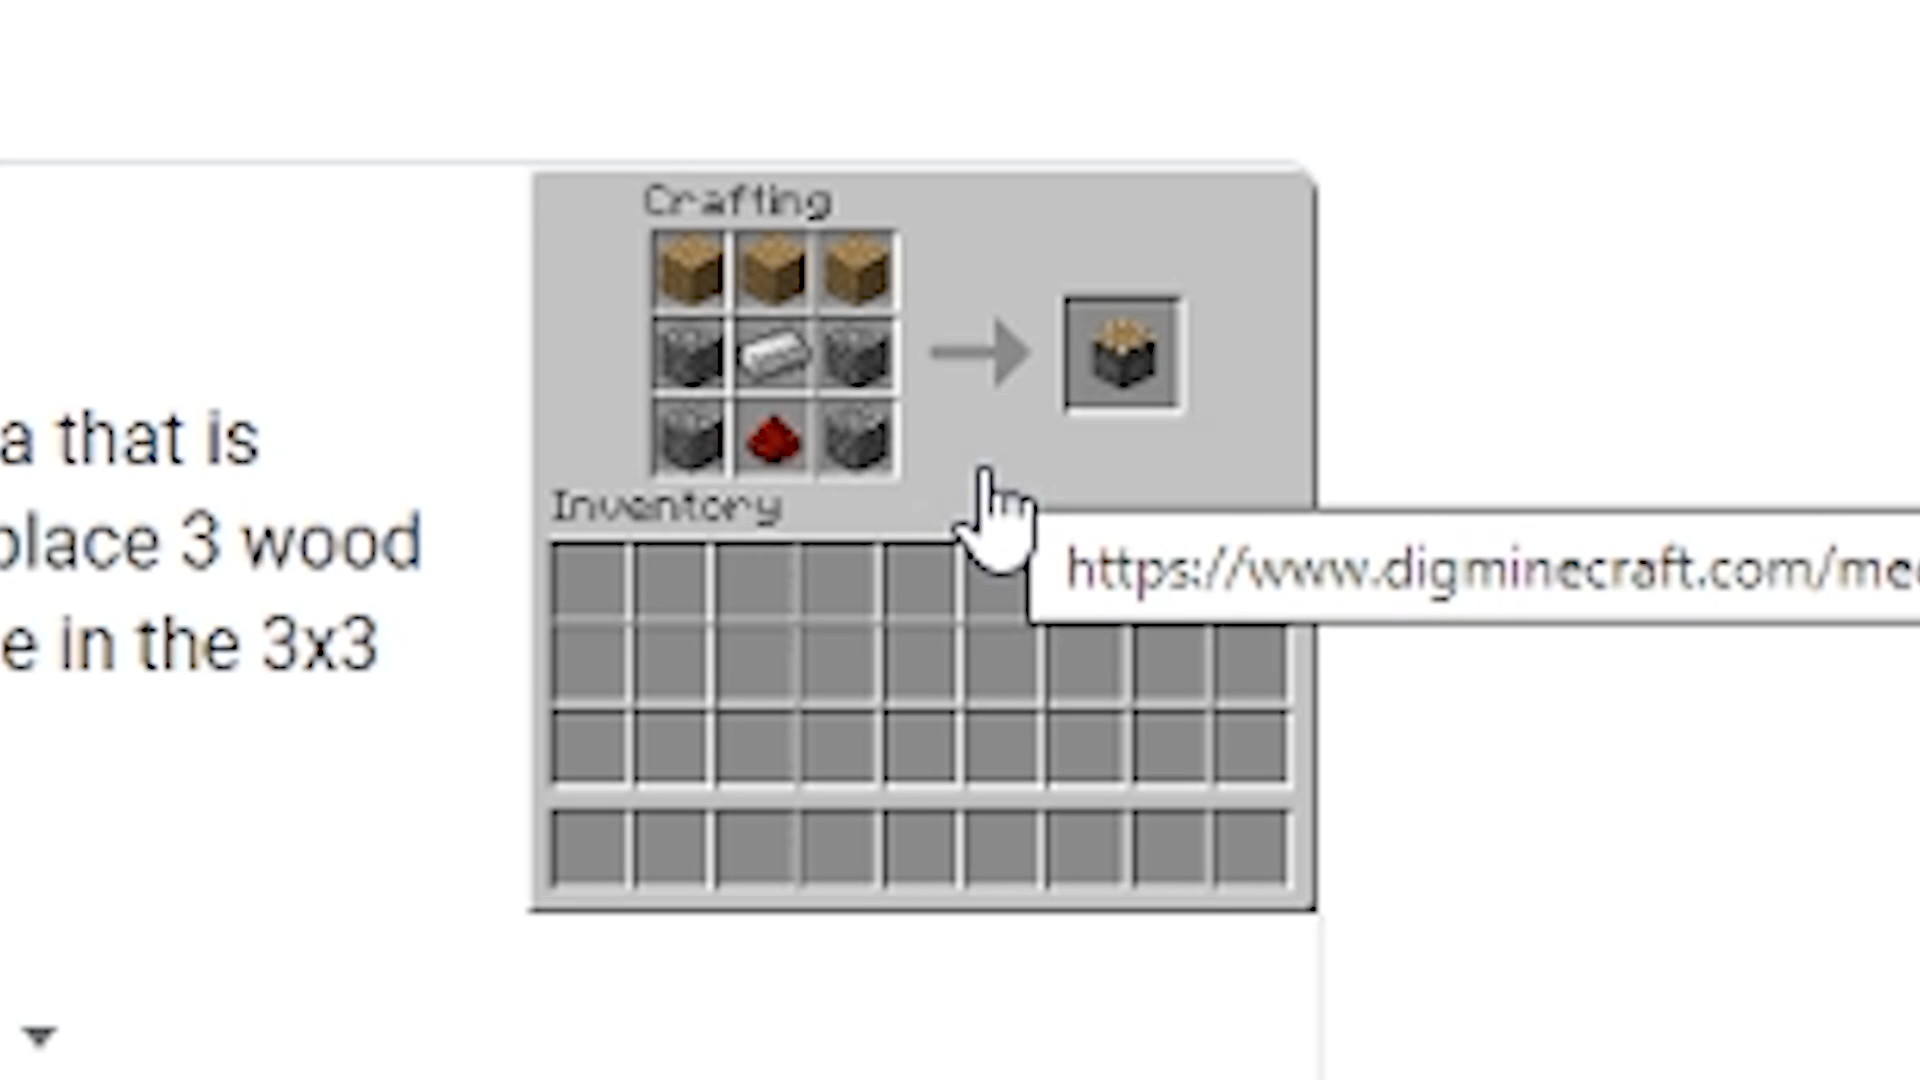 Crafting
a that is
place 3 wood
e in the 3x3
Inventory
https://www.digminecraft.com/me